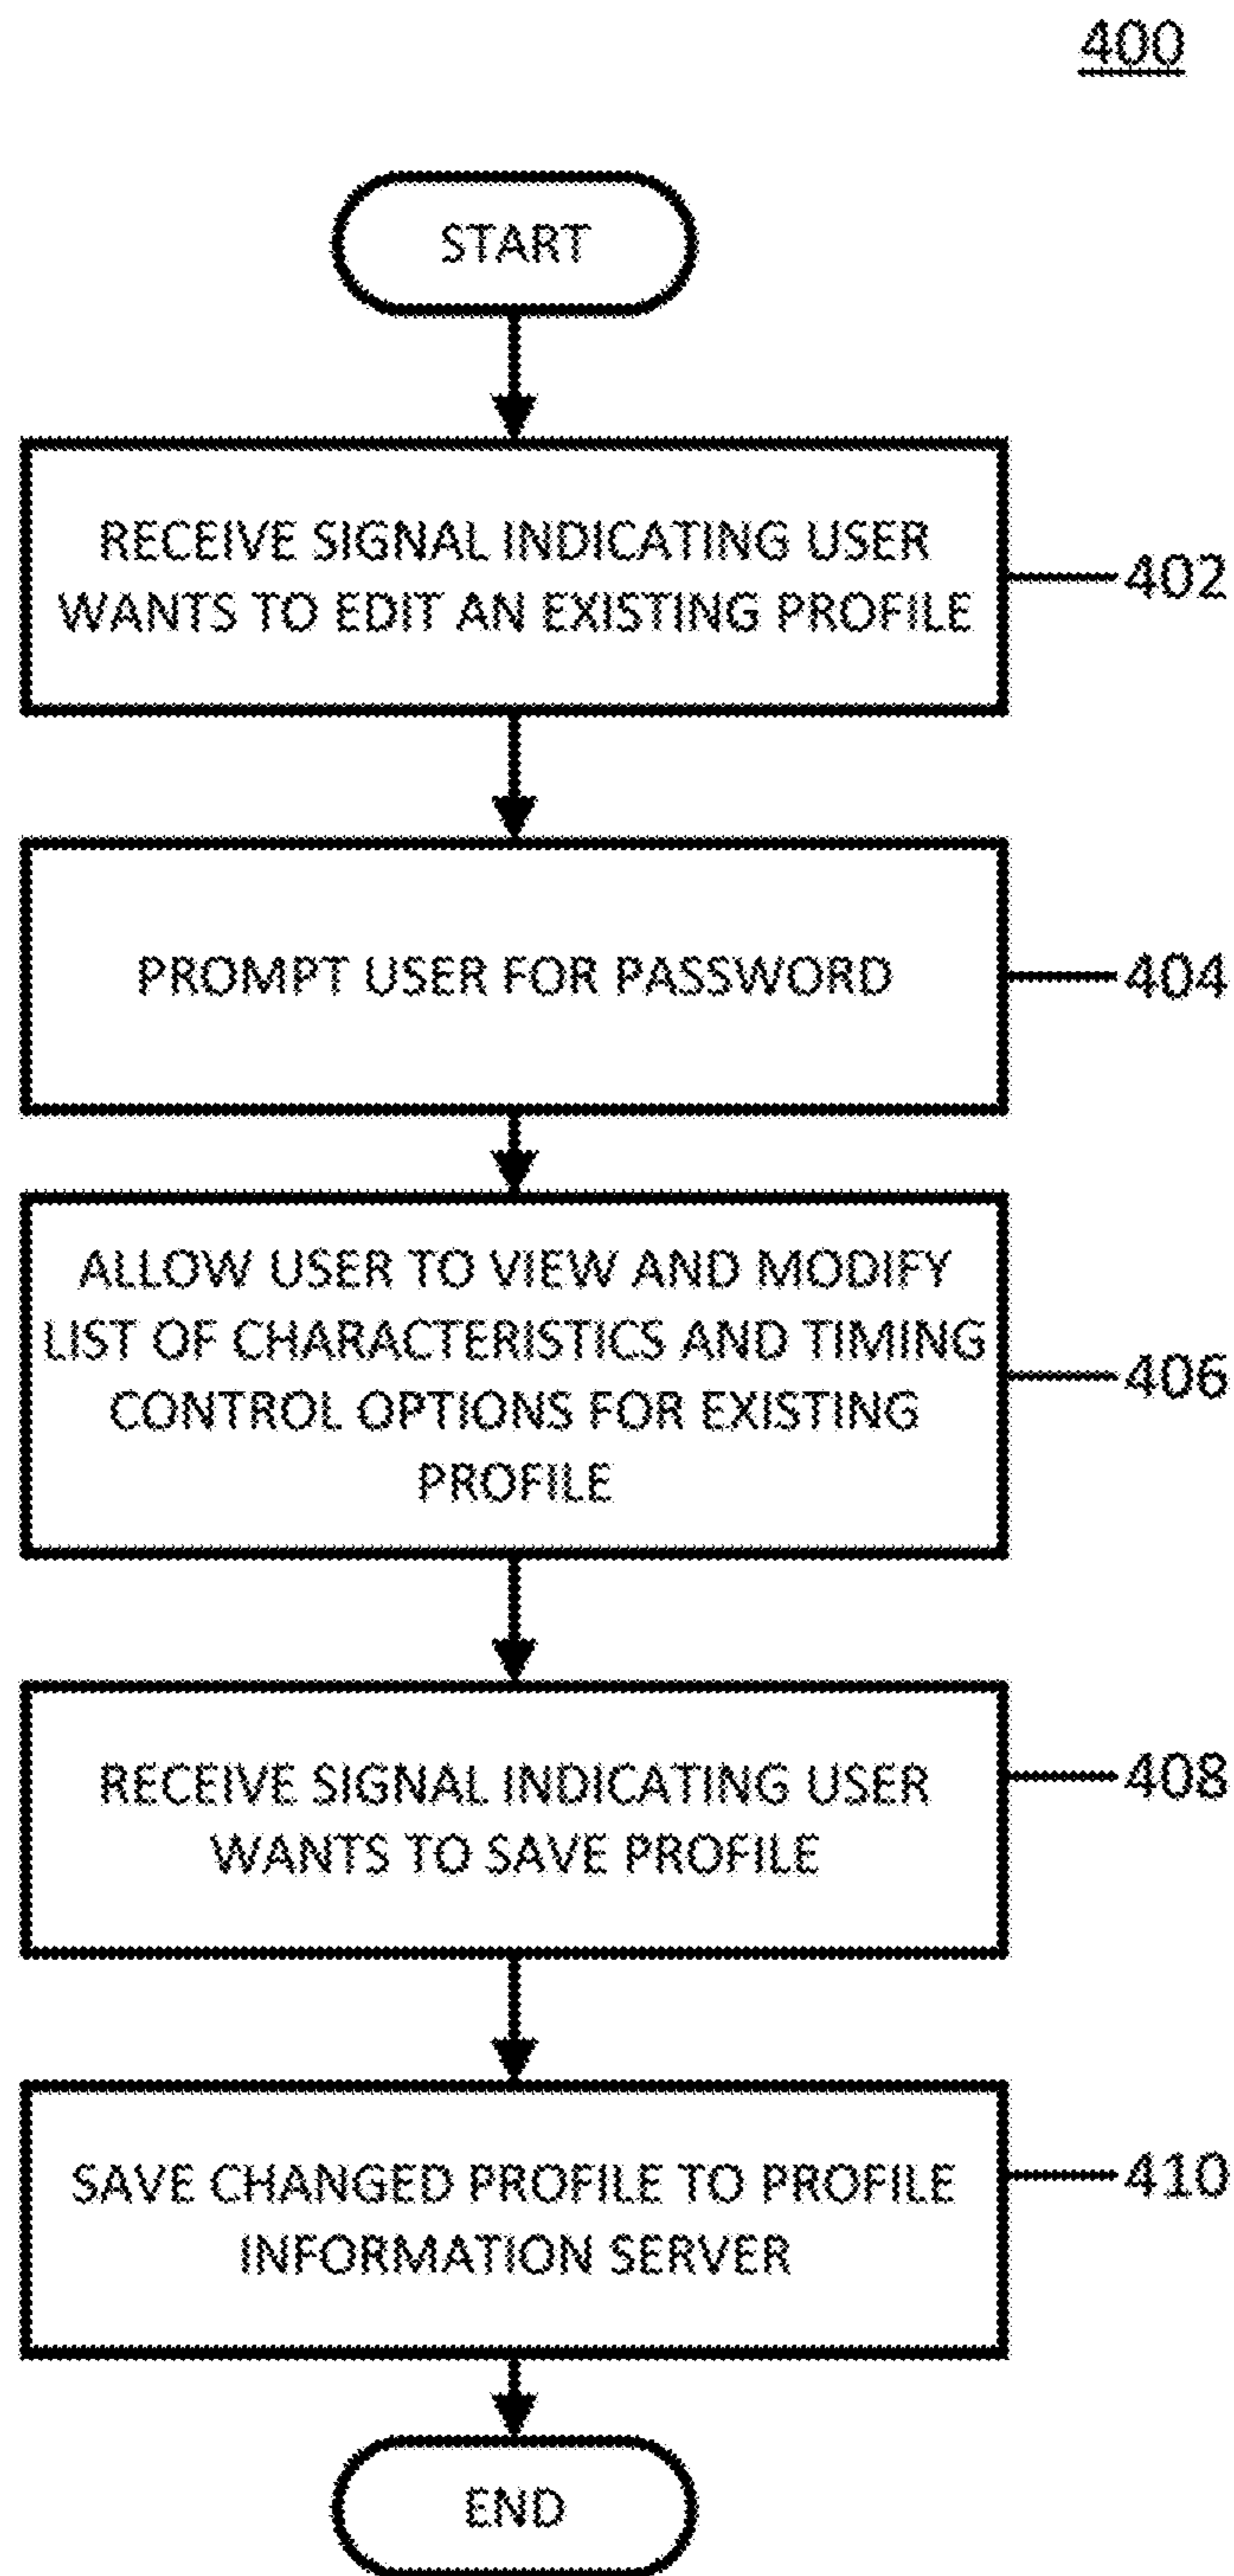 400
START
RECEIVE SIGNAL INDICATING USER
WANTS TO EDIT AN EXISTING PROFILE
402
PROMPT USER FOR PASSWORD
404
ALLOW USER TO VIEW AND MODIFY
LIST OF CHARACTERISTICS AND TIMING
CONTROL OPTIONS FOR EXISTING
PROFILE
406
RECEIVE SIGNAL INDICATING USER
WANTS TO SAVE PROFILE
408
SAVE CHANGED PROFILE TO PROFILE
INFORMATION SERVER
410
END